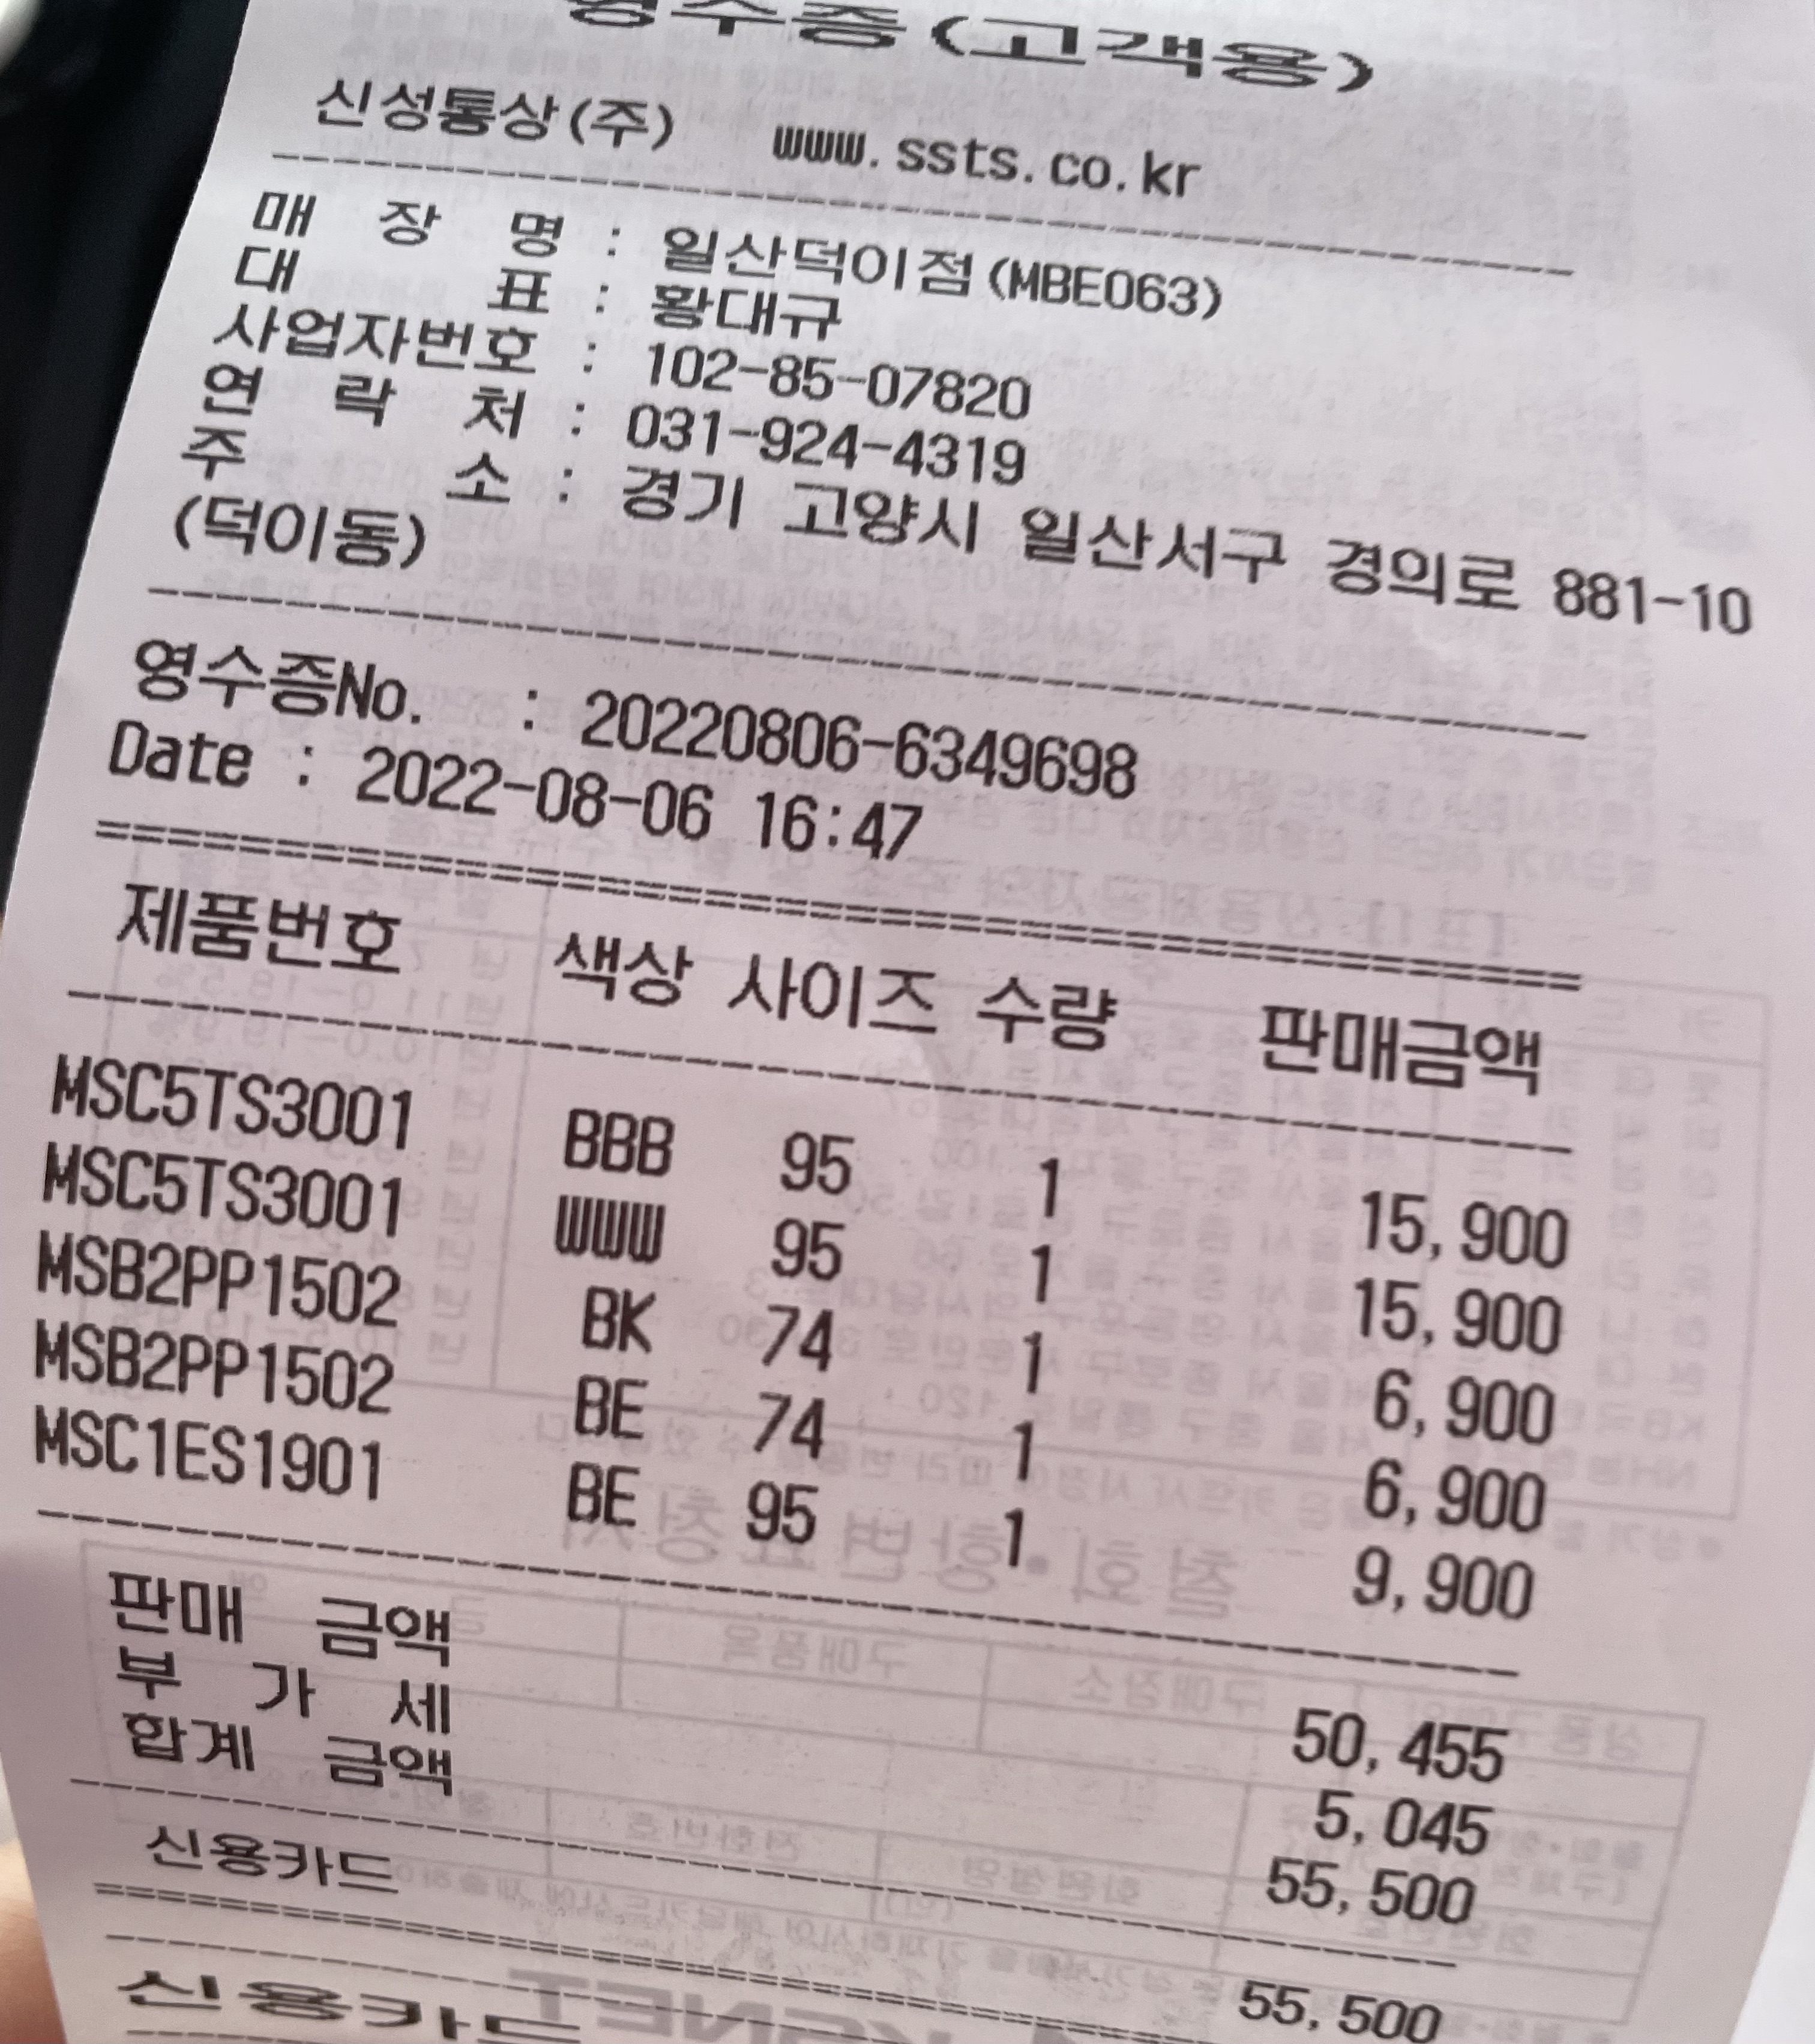 영수증(고객용)
신성통상(주) www.ssts.co.kr
매 장 명 : 일산덕이점(MBE063)
대 표 : 황대규
사업자번호 : 102-85-07820
연 락 처 : 031-924-4319
주 소 : 경기 고양시 일산서구 경의로 881-10
(덕이동)
영수증No. : 20220806-6349698
Date : 2022-08-06 16:47
제품번호 색상 사이즈 수량 판매금액
MSC5TS3001 BBB 95 1 15,900
MSC5TS3001 WWW 95 1 15,900
MSB2PP1502 BK 74 1 6,900
MSB2PP1502 BE 74 1 6,900
MSC1ES1901 BE 95 1 9,900
판매 금액 50,455
부 가 세 5,045
합계 금액 55,500
신용카드 55,500
신용카드